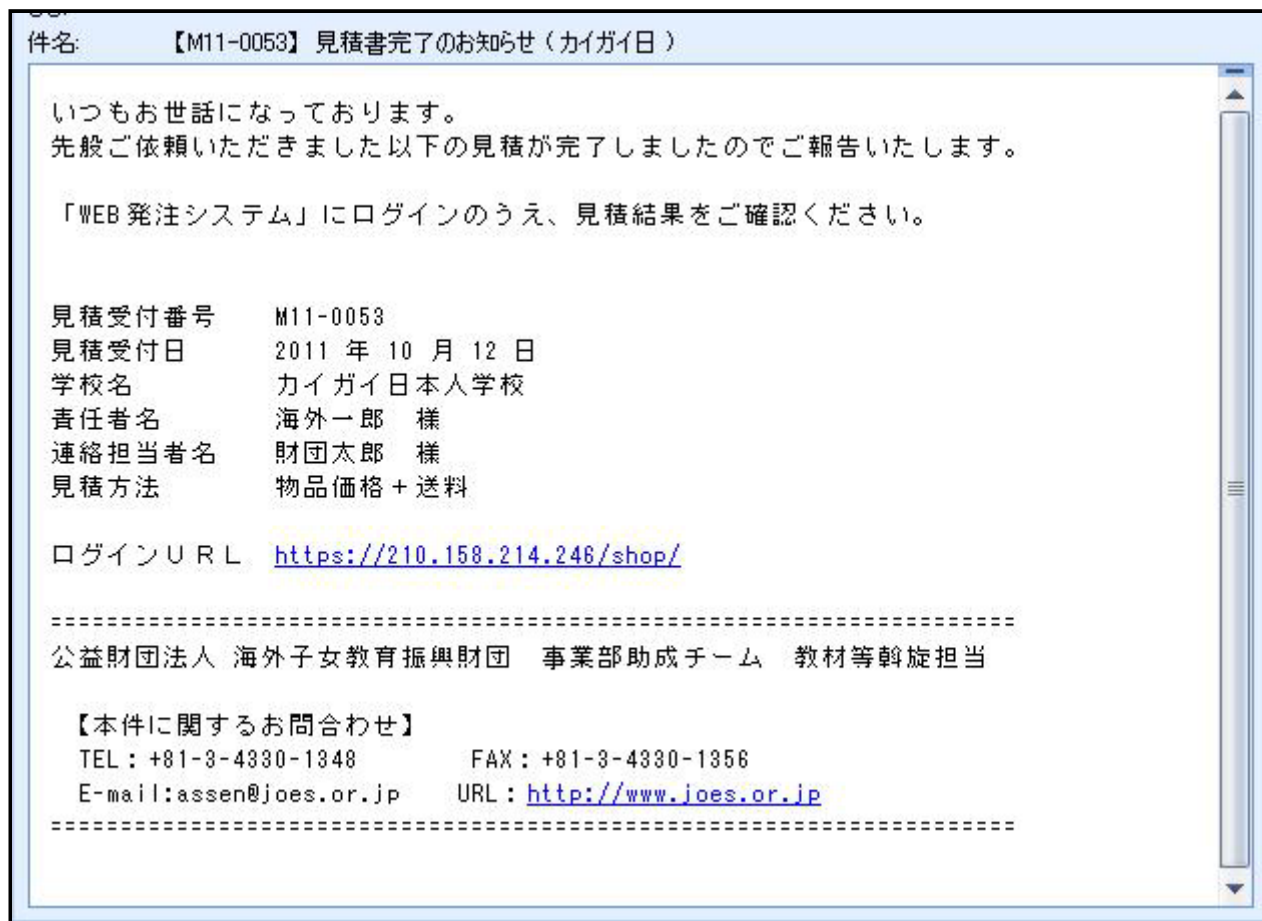 件名: 【M11-0053】見積書完了のお知らせ（カイガイ日）
いつもお世話になっております。
先般ご依頼いただきました以下の見積が完了しましたのでご報告いたします。
「WEB発注システム」にログインのうえ、見積結果をご確認ください。
見積受付番号 M11-0053
見積受付日 2011 年 10 月 12 日
学校名 カイガイ日本人学校
責任者名 海外一郎 様
連絡担当者名 財団太郎 様
見積方法 物品価格＋送料
ログインＵＲＬ https://210.158.214.246/shop/
======================================================================
公益財団法人 海外子女教育振興財団 事業部助成チーム 教材等斡旋担当
【本件に関するお問合わせ】
TEL：+81-3-4330-1348 FAX：+81-3-4330-1356
E-mail:assen@joes.or.jp URL：http://www.joes.or.jp
======================================================================